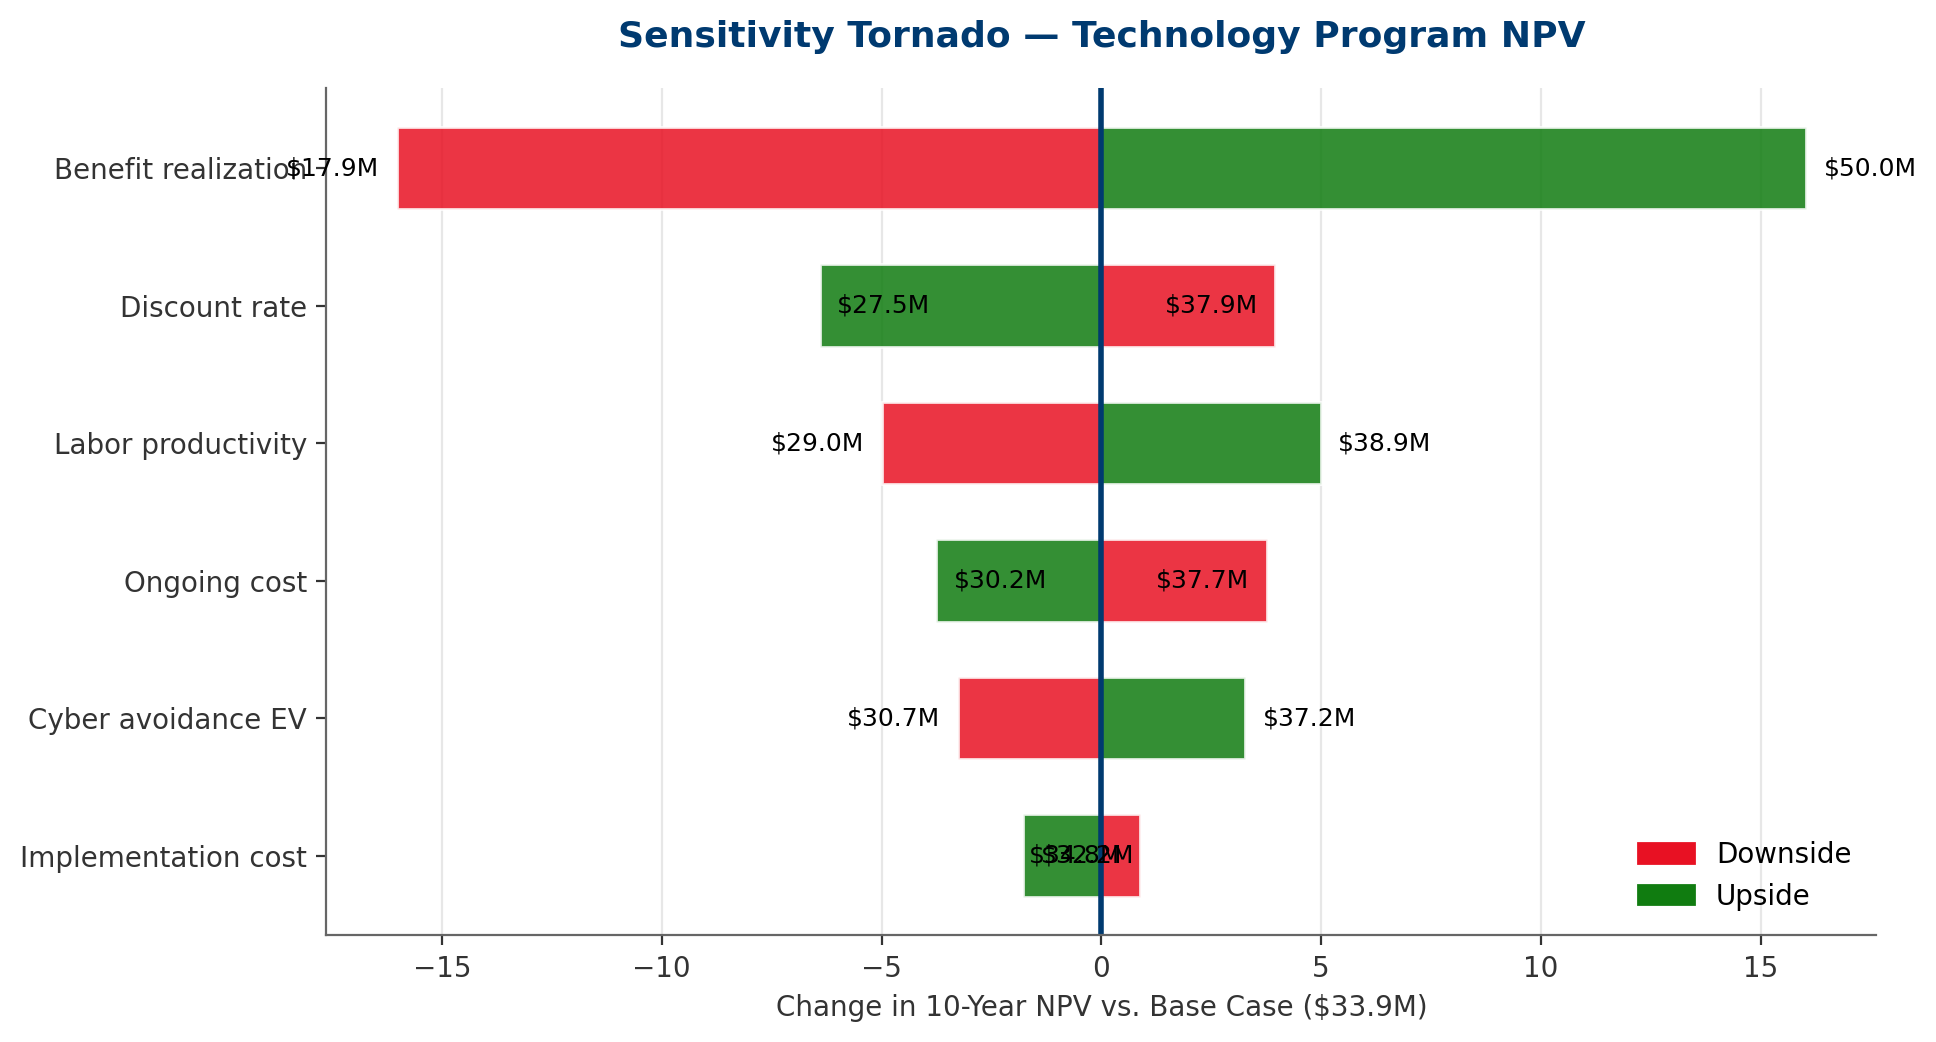 Sensitivity Tornado — Technology Program NPV
Benefit realization
$17.9M
$50.0M
Discount rate
$27.5M
$37.9M
Labor productivity
$29.0M
$38.9M
Ongoing cost
$30.2M
$37.7M
Cyber avoidance EV
$30.7M
$37.2M
Implementation cost
Downside
Upside
−15 −10 −5 0 5 10 15
Change in 10-Year NPV vs. Base Case ($33.9M)